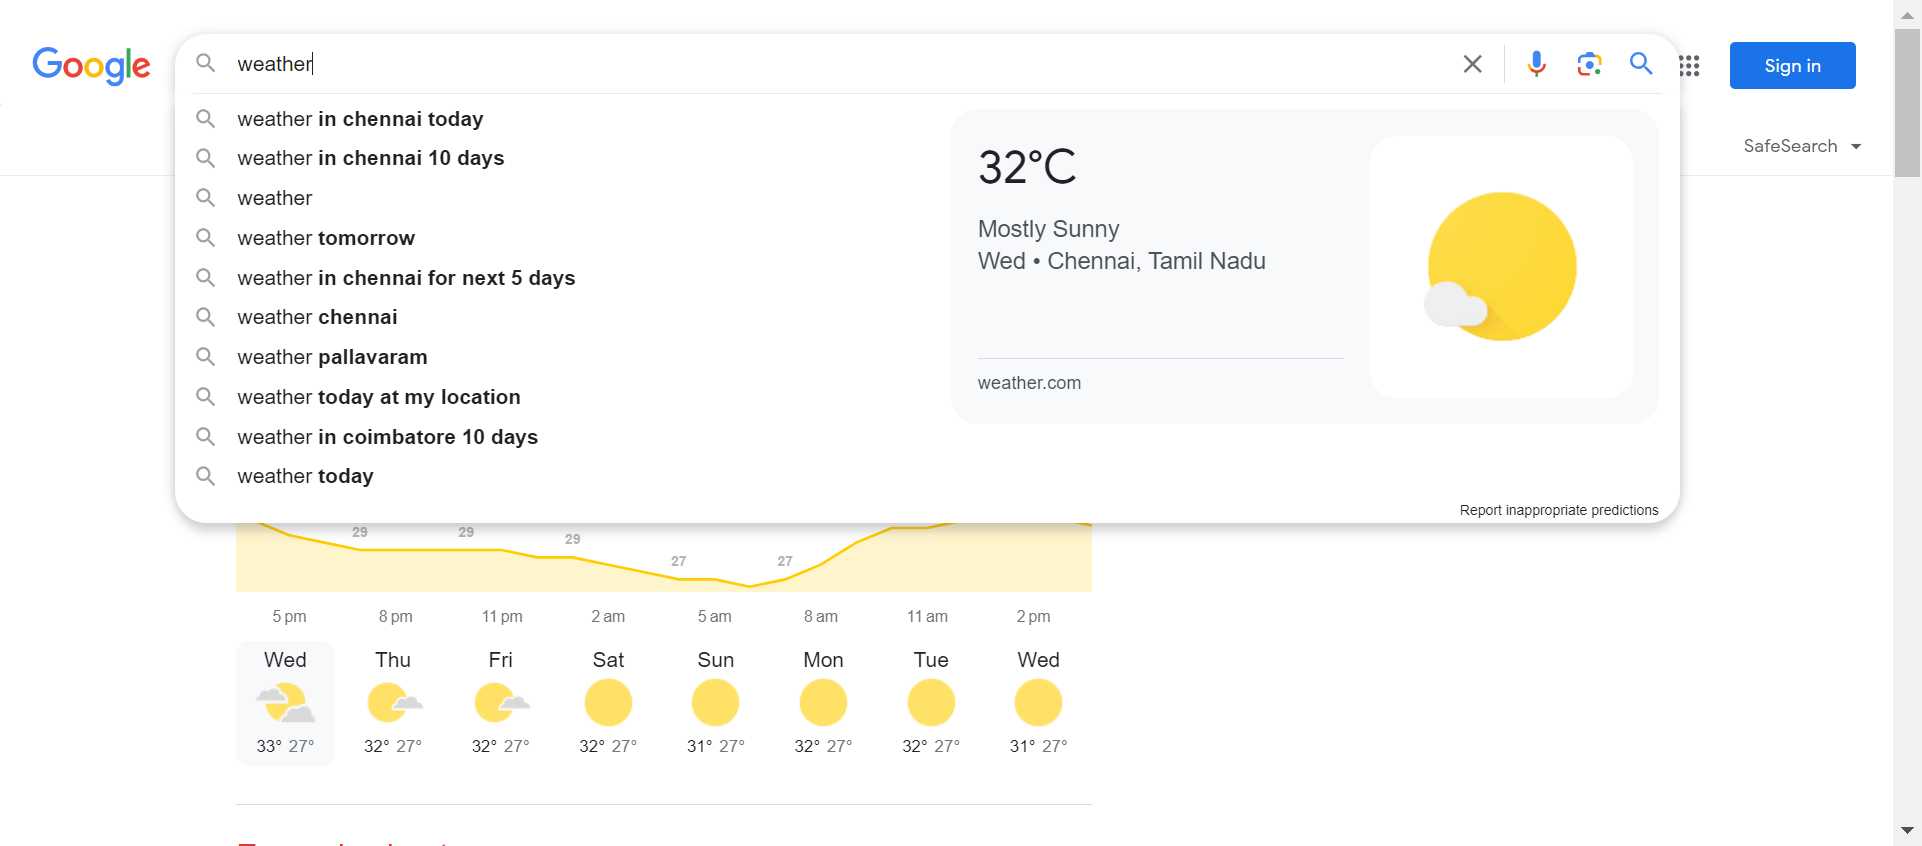 Google
weather
Sign in
SafeSearch
weather in chennai today
weather in chennai 10 days
weather
weather tomorrow
weather in chennai for next 5 days
weather chennai
weather pallavaram
weather today at my location
weather in coimbatore 10 days
weather today
32°C
Mostly Sunny
Wed • Chennai, Tamil Nadu
weather.com
Report inappropriate predictions
29 29 29 27 27
5 pm 8 pm 11 pm 2 am 5 am 8 am 11 am 2 pm
Wed Thu Fri Sat Sun Mon Tue Wed
33° 27° 32° 27° 32° 27° 32° 27° 31° 27° 32° 27° 32° 27° 31° 27°